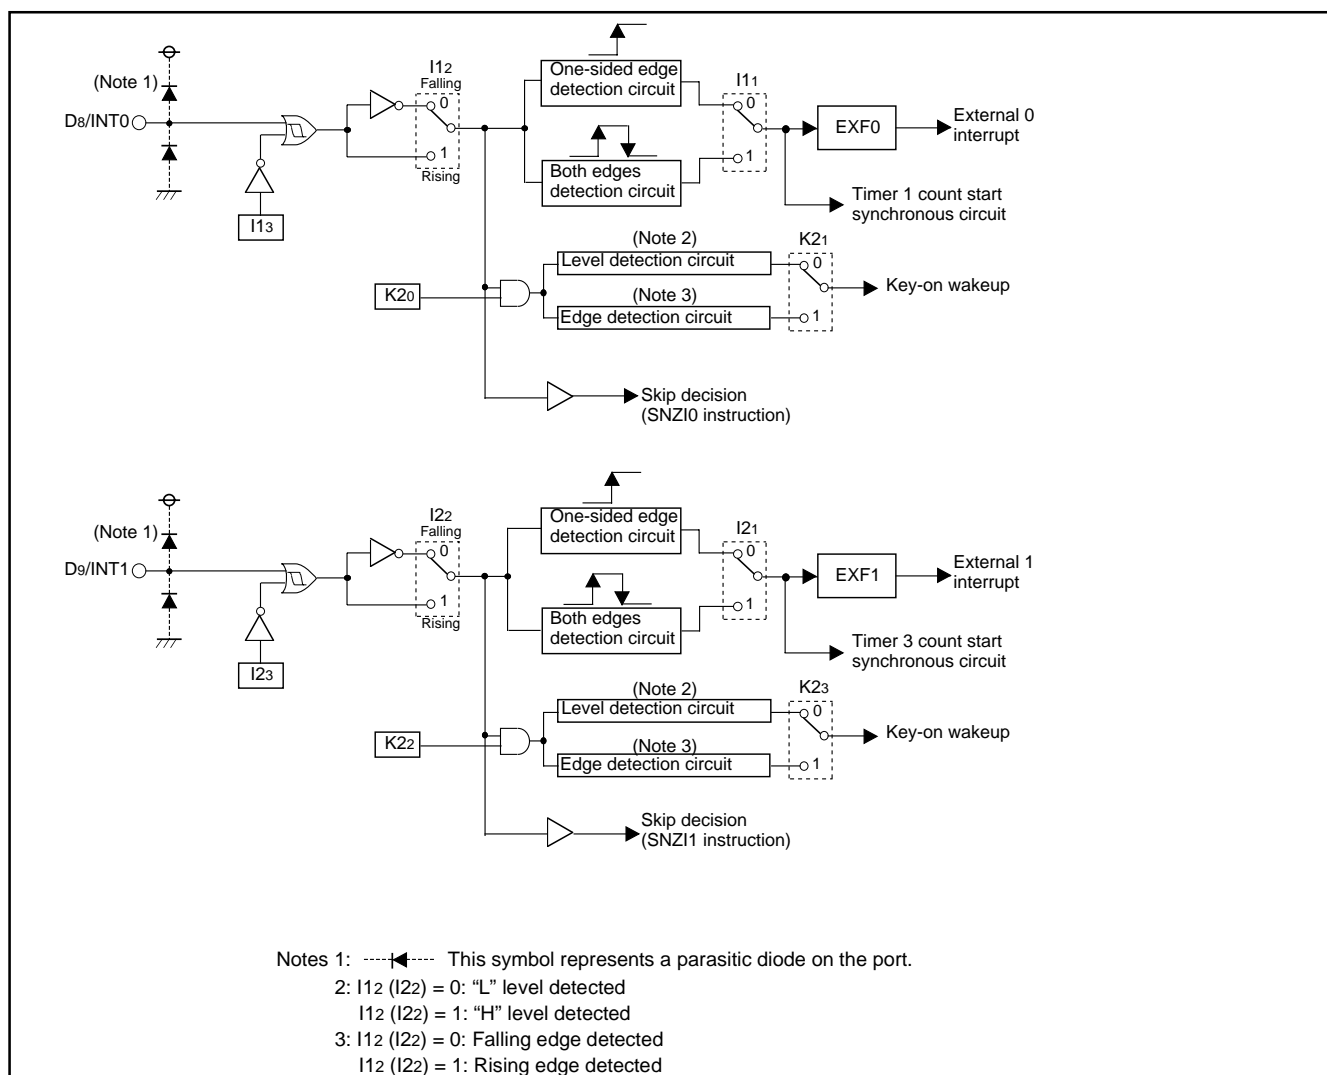 (Note 1)
D8/INT0
I13
I12
Falling
0
1
Rising
One-sided edge
detection circuit
Both edges
detection circuit
I11
0
1
EXF0
External 0
interrupt
Timer 1 count start
synchronous circuit
K20
(Note 2)
Level detection circuit
(Note 3)
Edge detection circuit
K21
0
1
Key-on wakeup
Skip decision
(SNZI0 instruction)
(Note 1)
D9/INT1
I23
I22
Falling
0
1
Rising
One-sided edge
detection circuit
Both edges
detection circuit
I21
0
1
EXF1
External 1
interrupt
Timer 3 count start
synchronous circuit
K22
(Note 2)
Level detection circuit
(Note 3)
Edge detection circuit
K23
0
1
Key-on wakeup
Skip decision
(SNZI1 instruction)
Notes 1: This symbol represents a parasitic diode on the port.
2: I12 (I22) = 0: “L” level detected
I12 (I22) = 1: “H” level detected
3: I12 (I22) = 0: Falling edge detected
I12 (I22) = 1: Rising edge detected